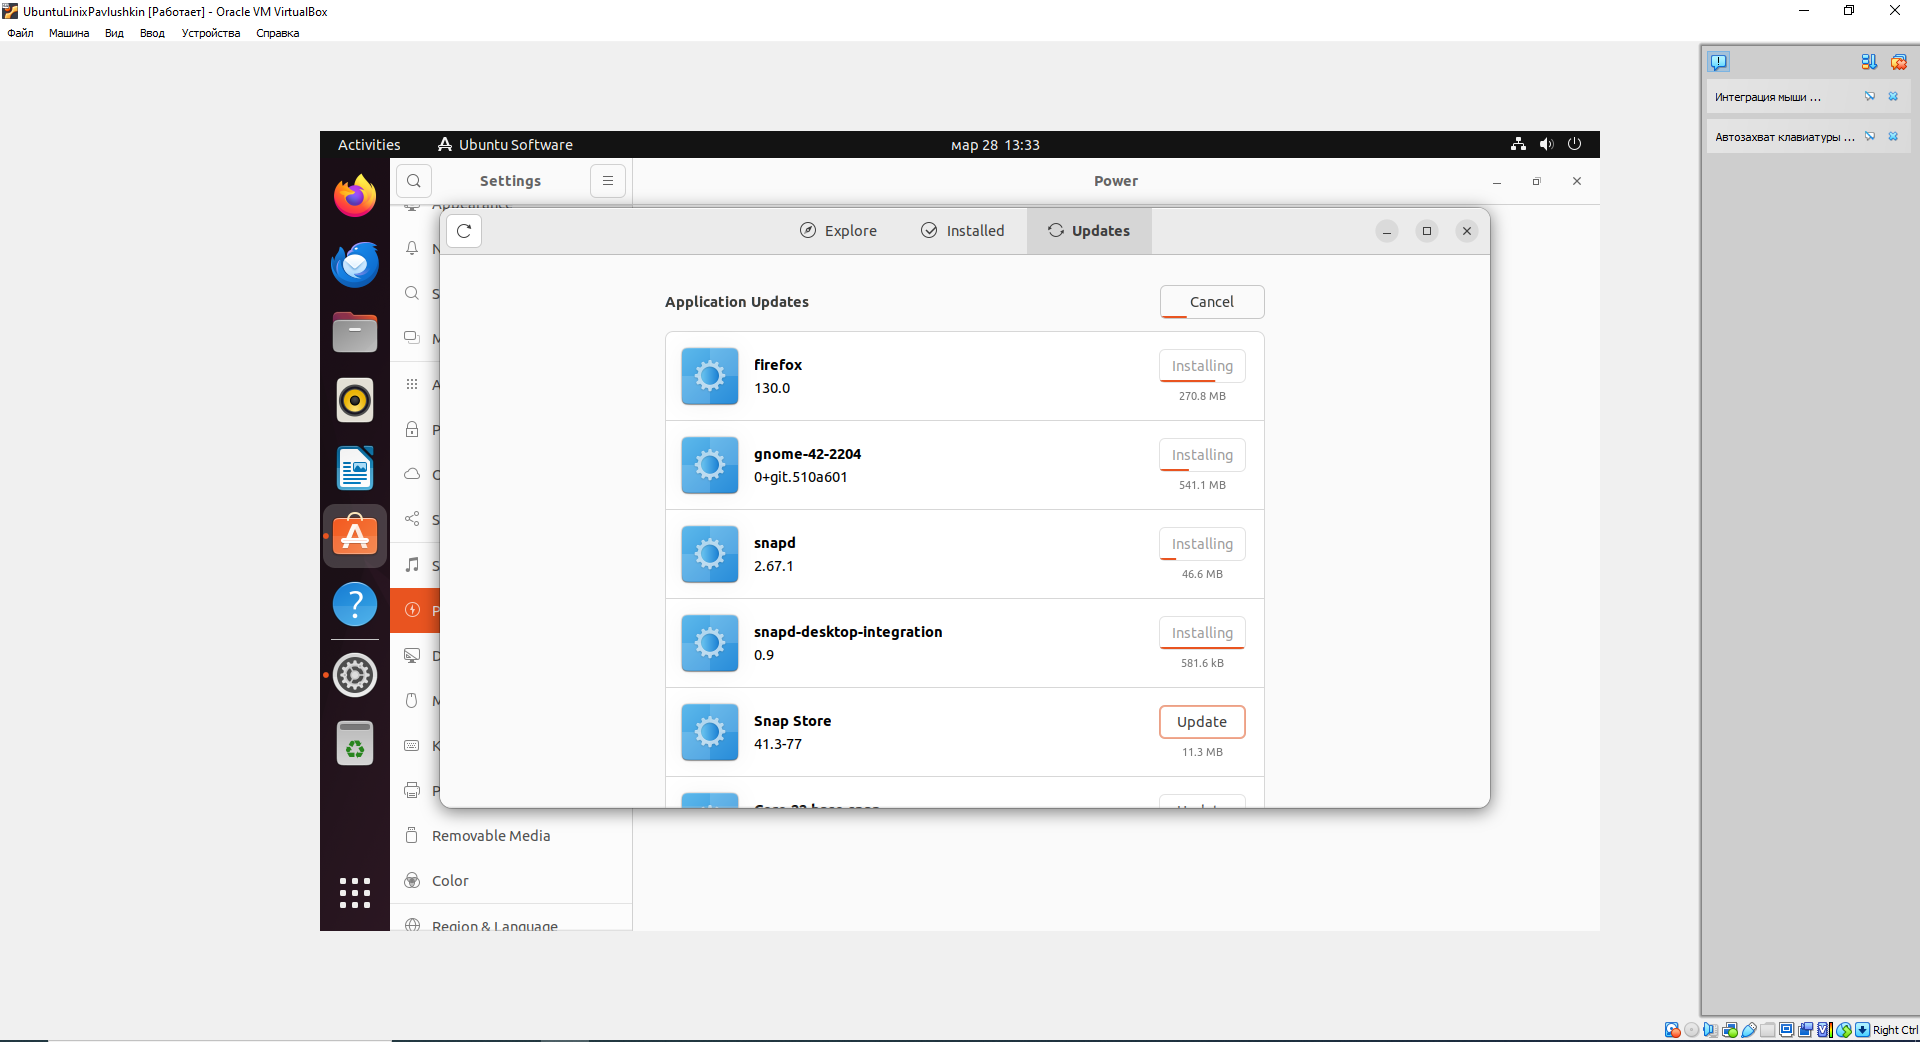 UbuntuLinixPavlushkin [Работает] - Oracle VM VirtualBox
Файл Машина Вид Ввод Устройства Справка
Интеграция мыши ...
Автозахват клавиатуры ...
Activities Ubuntu Software мар 28 13:33
Settings Power
Appearance
Explore Installed Updates
N
S
M
A
P
O
S
S
P
D
M
K
P
Application Updates Cancel
firefox
130.0
Installing
270.8 MB
gnome-42-2204
0+git.510a601
Installing
541.1 MB
snapd
2.67.1
Installing
46.6 MB
snapd-desktop-integration
0.9
Installing
581.6 kB
Snap Store
41.3-77
Update
11.3 MB
Removable Media
Color
Region & Language
Right Ctrl